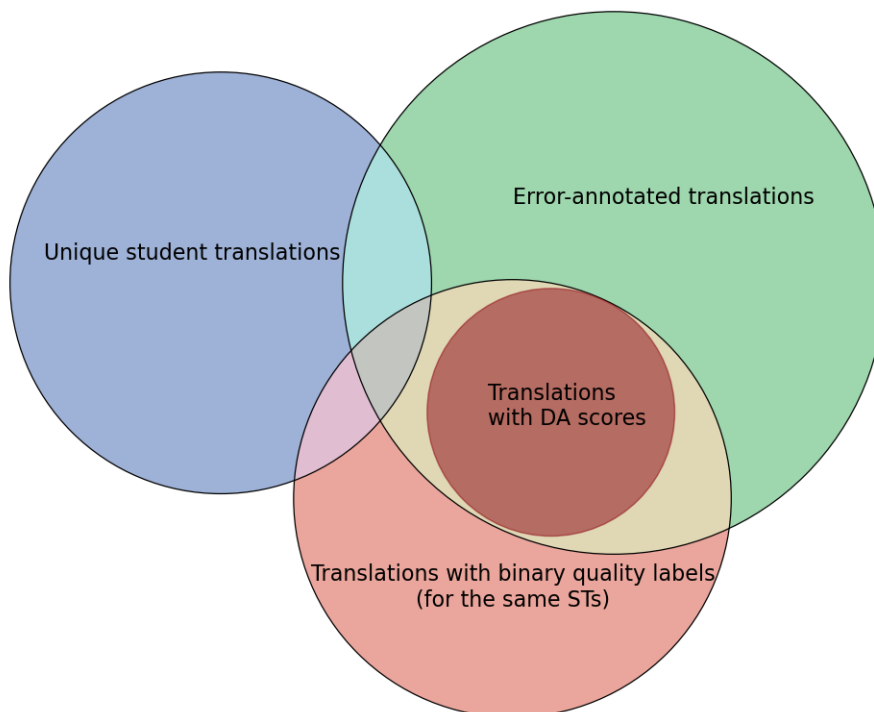 Error-annotated translations
Unique student translations
Translations
with DA scores
Translations with binary quality labels
(for the same STs)